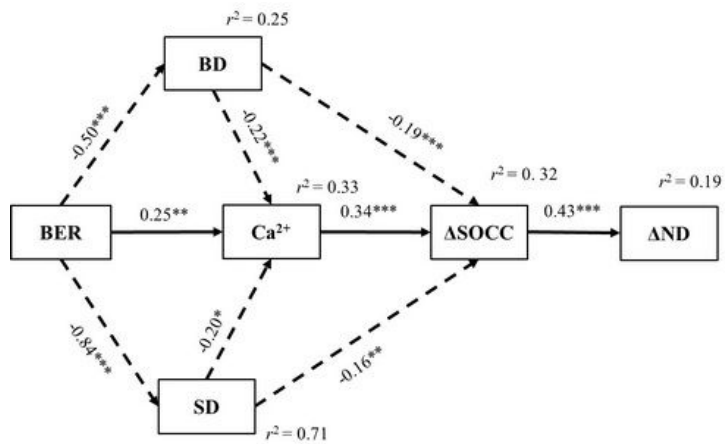 r² = 0.25
BD
-0.50***
-0.22***
-0.19***
r² = 0.33
r² = 0. 32
r² = 0.19
BER
0.25**
Ca²⁺
0.34***
ΔSOCC
0.43***
ΔND
-0.84***
-0.20*
-0.16**
SD
r² = 0.71